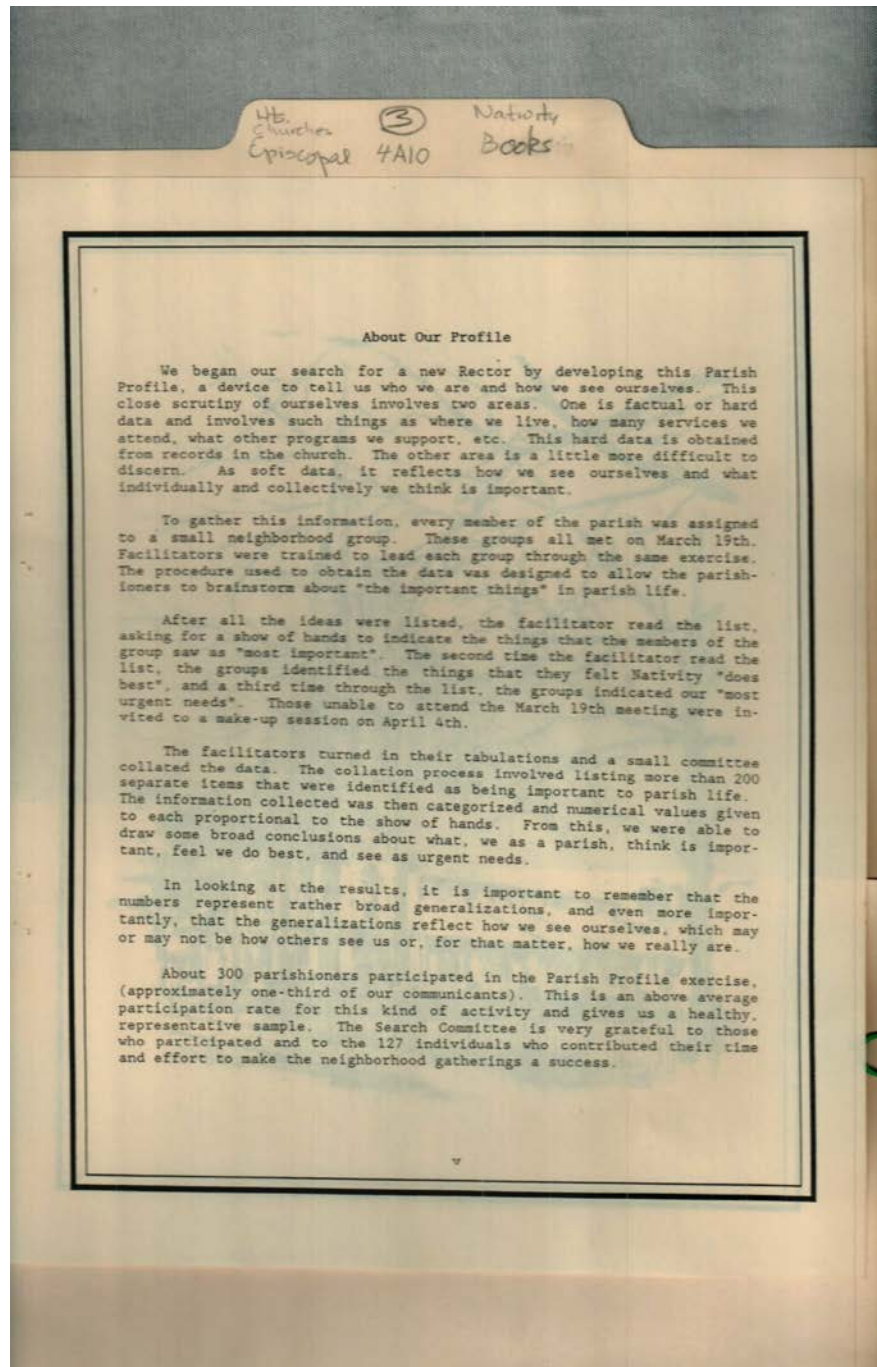 Ht.
Churches
Episcopal
3
4A10
Nativity
Books
About Our Profile
We began our search for a new Rector by developing this Parish
Profile, a device to tell us who we are and how we see ourselves. This
close scrutiny of ourselves involves two areas. One is factual or hard
data and involves such things as where we live, how many services we
attend, what other programs we support, etc. This hard data is obtained
from records in the church. The other area is a little more difficult to
discern. As soft data, it reflects how we see ourselves and what
individually and collectively we think is important.
To gather this information, every member of the parish was assigned
to a small neighborhood group. These groups all met on March 19th.
Facilitators were trained to lead each group through the same exercise.
The procedure used to obtain the data was designed to allow the parish-
ioners to brainstorm about "the important things" in parish life.
After all the ideas were listed, the facilitator read the list,
asking for a show of hands to indicate the things that the members of the
group saw as "most important". The second time the facilitator read the
list, the groups identified the things that they felt Nativity "does
best", and a third time through the list, the groups indicated our "most
urgent needs". Those unable to attend the March 19th meeting were in-
vited to a make-up session on April 4th.
The facilitators turned in their tabulations and a small committee
collated the data. The collation process involved listing more than 200
separate items that were identified as being important to parish life.
The information collected was then categorized and numerical values given
to each proportional to the show of hands. From this, we were able to
draw some broad conclusions about what, we as a parish, think is impor-
tant, feel we do best, and see as urgent needs.
In looking at the results, it is important to remember that the
numbers represent rather broad generalizations, and even more impor-
tantly, that the generalizations reflect how we see ourselves, which may
or may not be how others see us or, for that matter, how we really are.
About 300 parishioners participated in the Parish Profile exercise,
(approximately one-third of our communicants). This is an above average
participation rate for this kind of activity and gives us a healthy,
representative sample. The Search Committee is very grateful to those
who participated and to the 127 individuals who contributed their time
and effort to make the neighborhood gatherings a success.
v